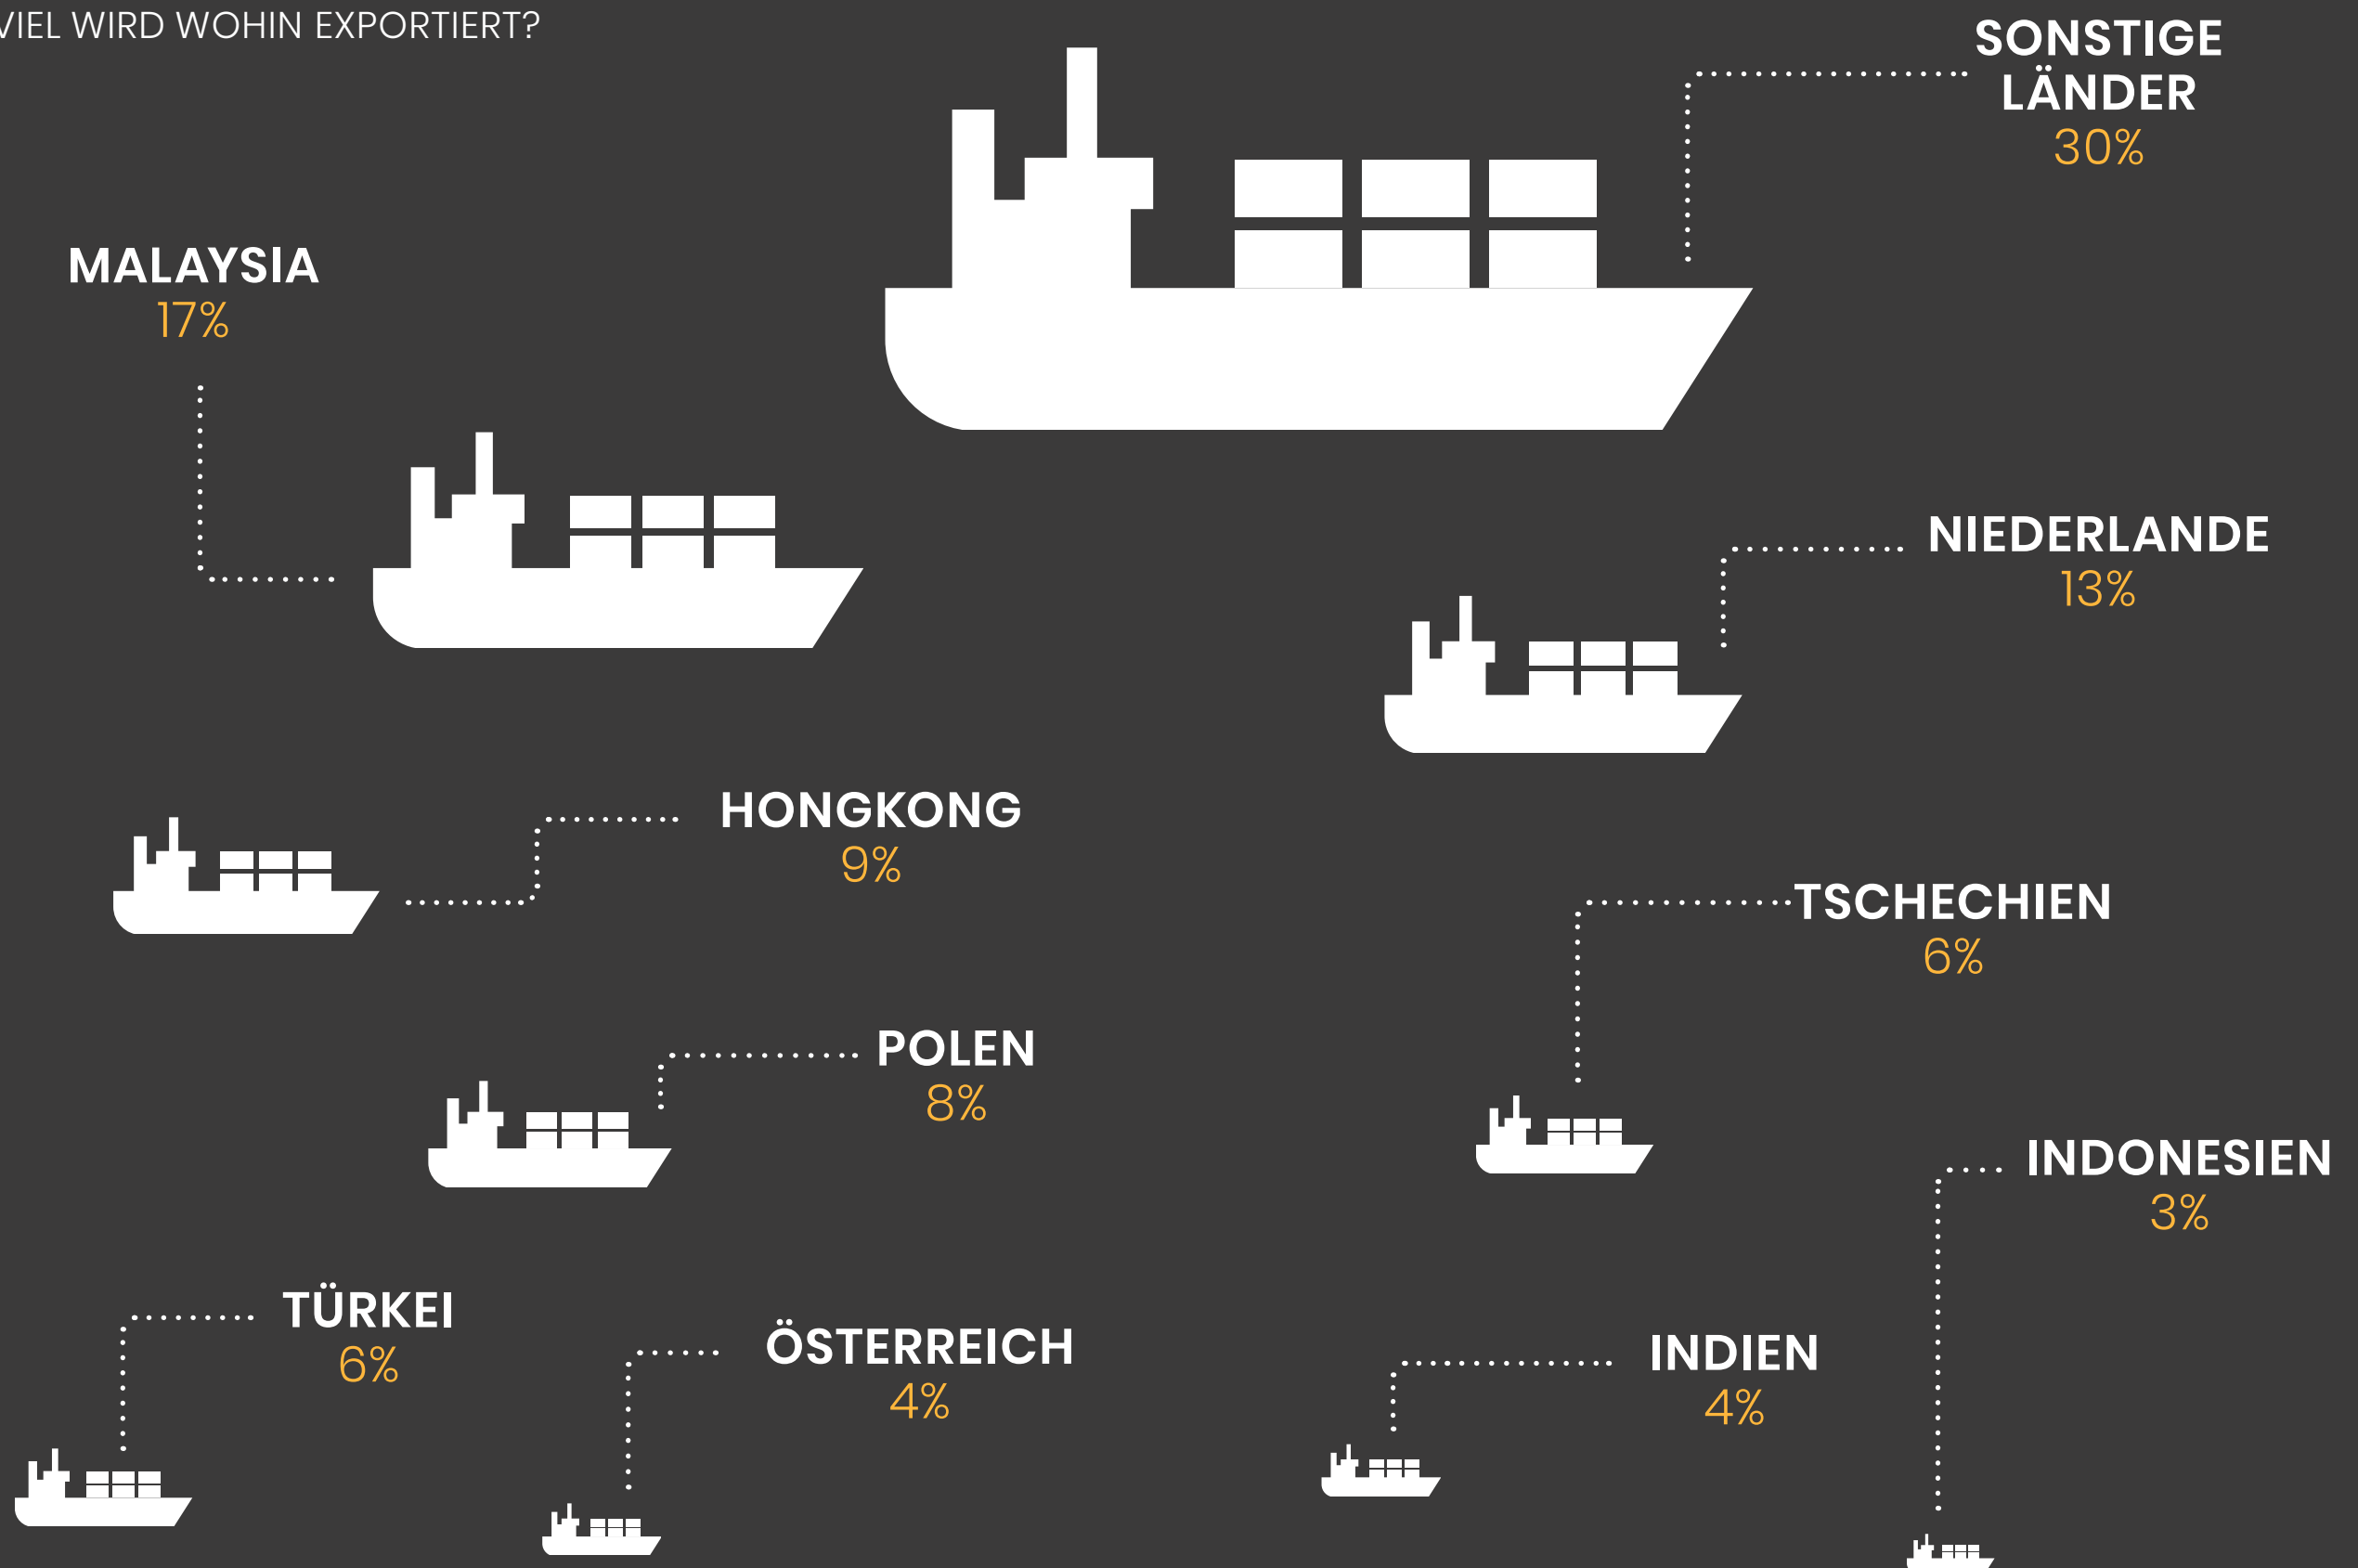 VIEL WIRD WOHIN EXPORTIERT?
SONSTIGE
LÄNDER
30%
MALAYSIA
17%
NIEDERLANDE
13%
HONGKONG
9%
TSCHECHIEN
6%
POLEN
8%
INDONESIEN
3%
TÜRKEI
6%
ÖSTERREICH
4%
INDIEN
4%